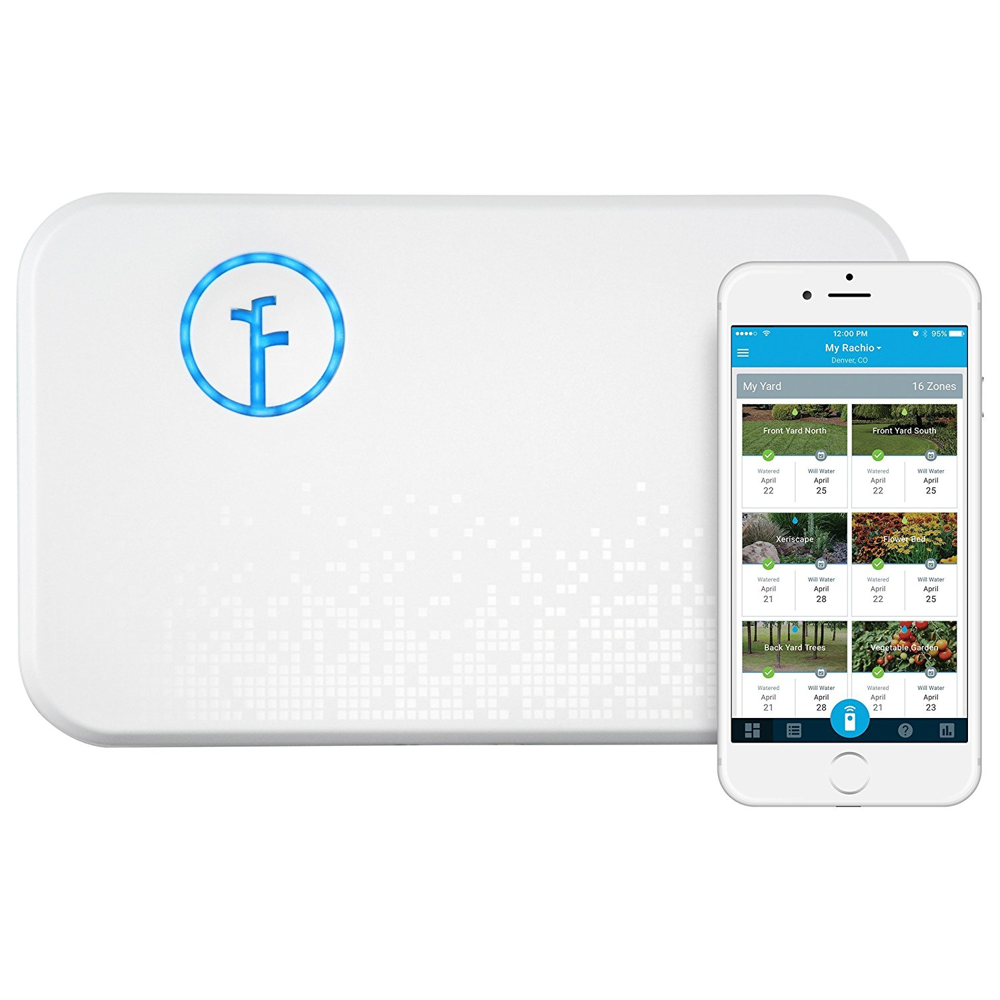 12:00 PM
95%
My Rachio
Denver, CO
My Yard 16 Zones
Front Yard North
Watered Will Water
April April
22 25
Front Yard South
Watered Will Water
April April
22 25
Xeriscape
Watered Will Water
April April
21 28
Flower Bed
Watered Will Water
April April
22 25
Back Yard Trees
Watered Will Water
April April
21 28
Vegetable Garden
Watered Will Water
April April
21 23
?